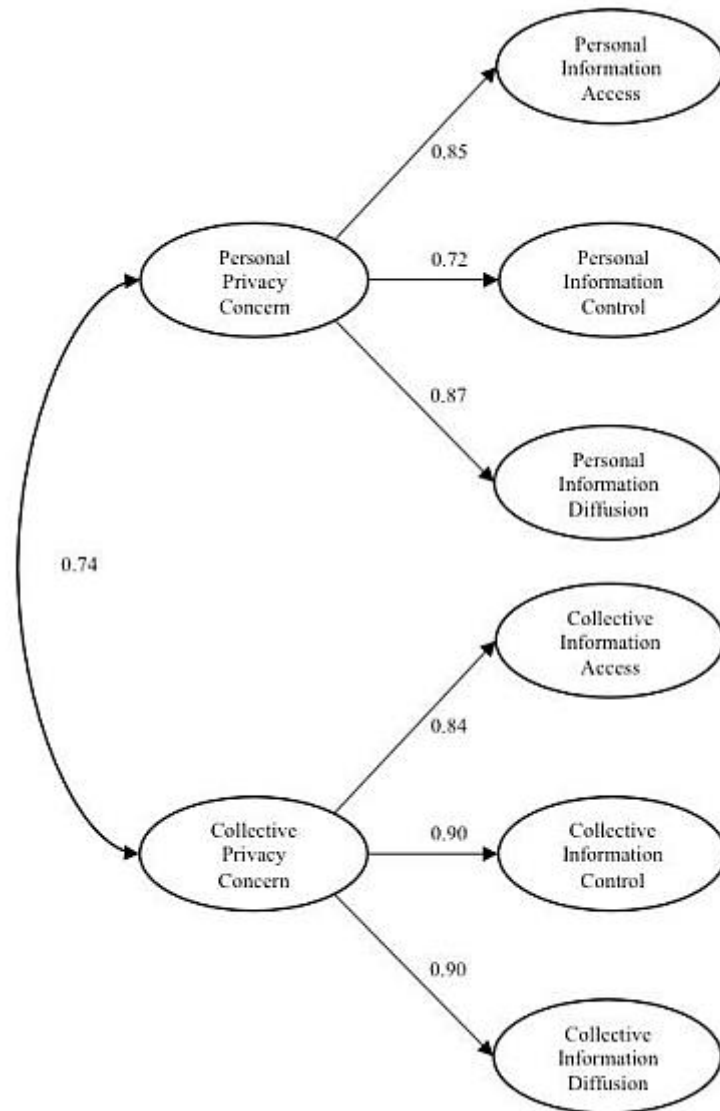 Personal
Information
Access
0.85
Personal
Privacy
Concern
0.72
Personal
Information
Control
0.87
Personal
Information
Diffusion
0.74
Collective
Information
Access
0.84
Collective
Privacy
Concern
0.90
Collective
Information
Control
0.90
Collective
Information
Diffusion